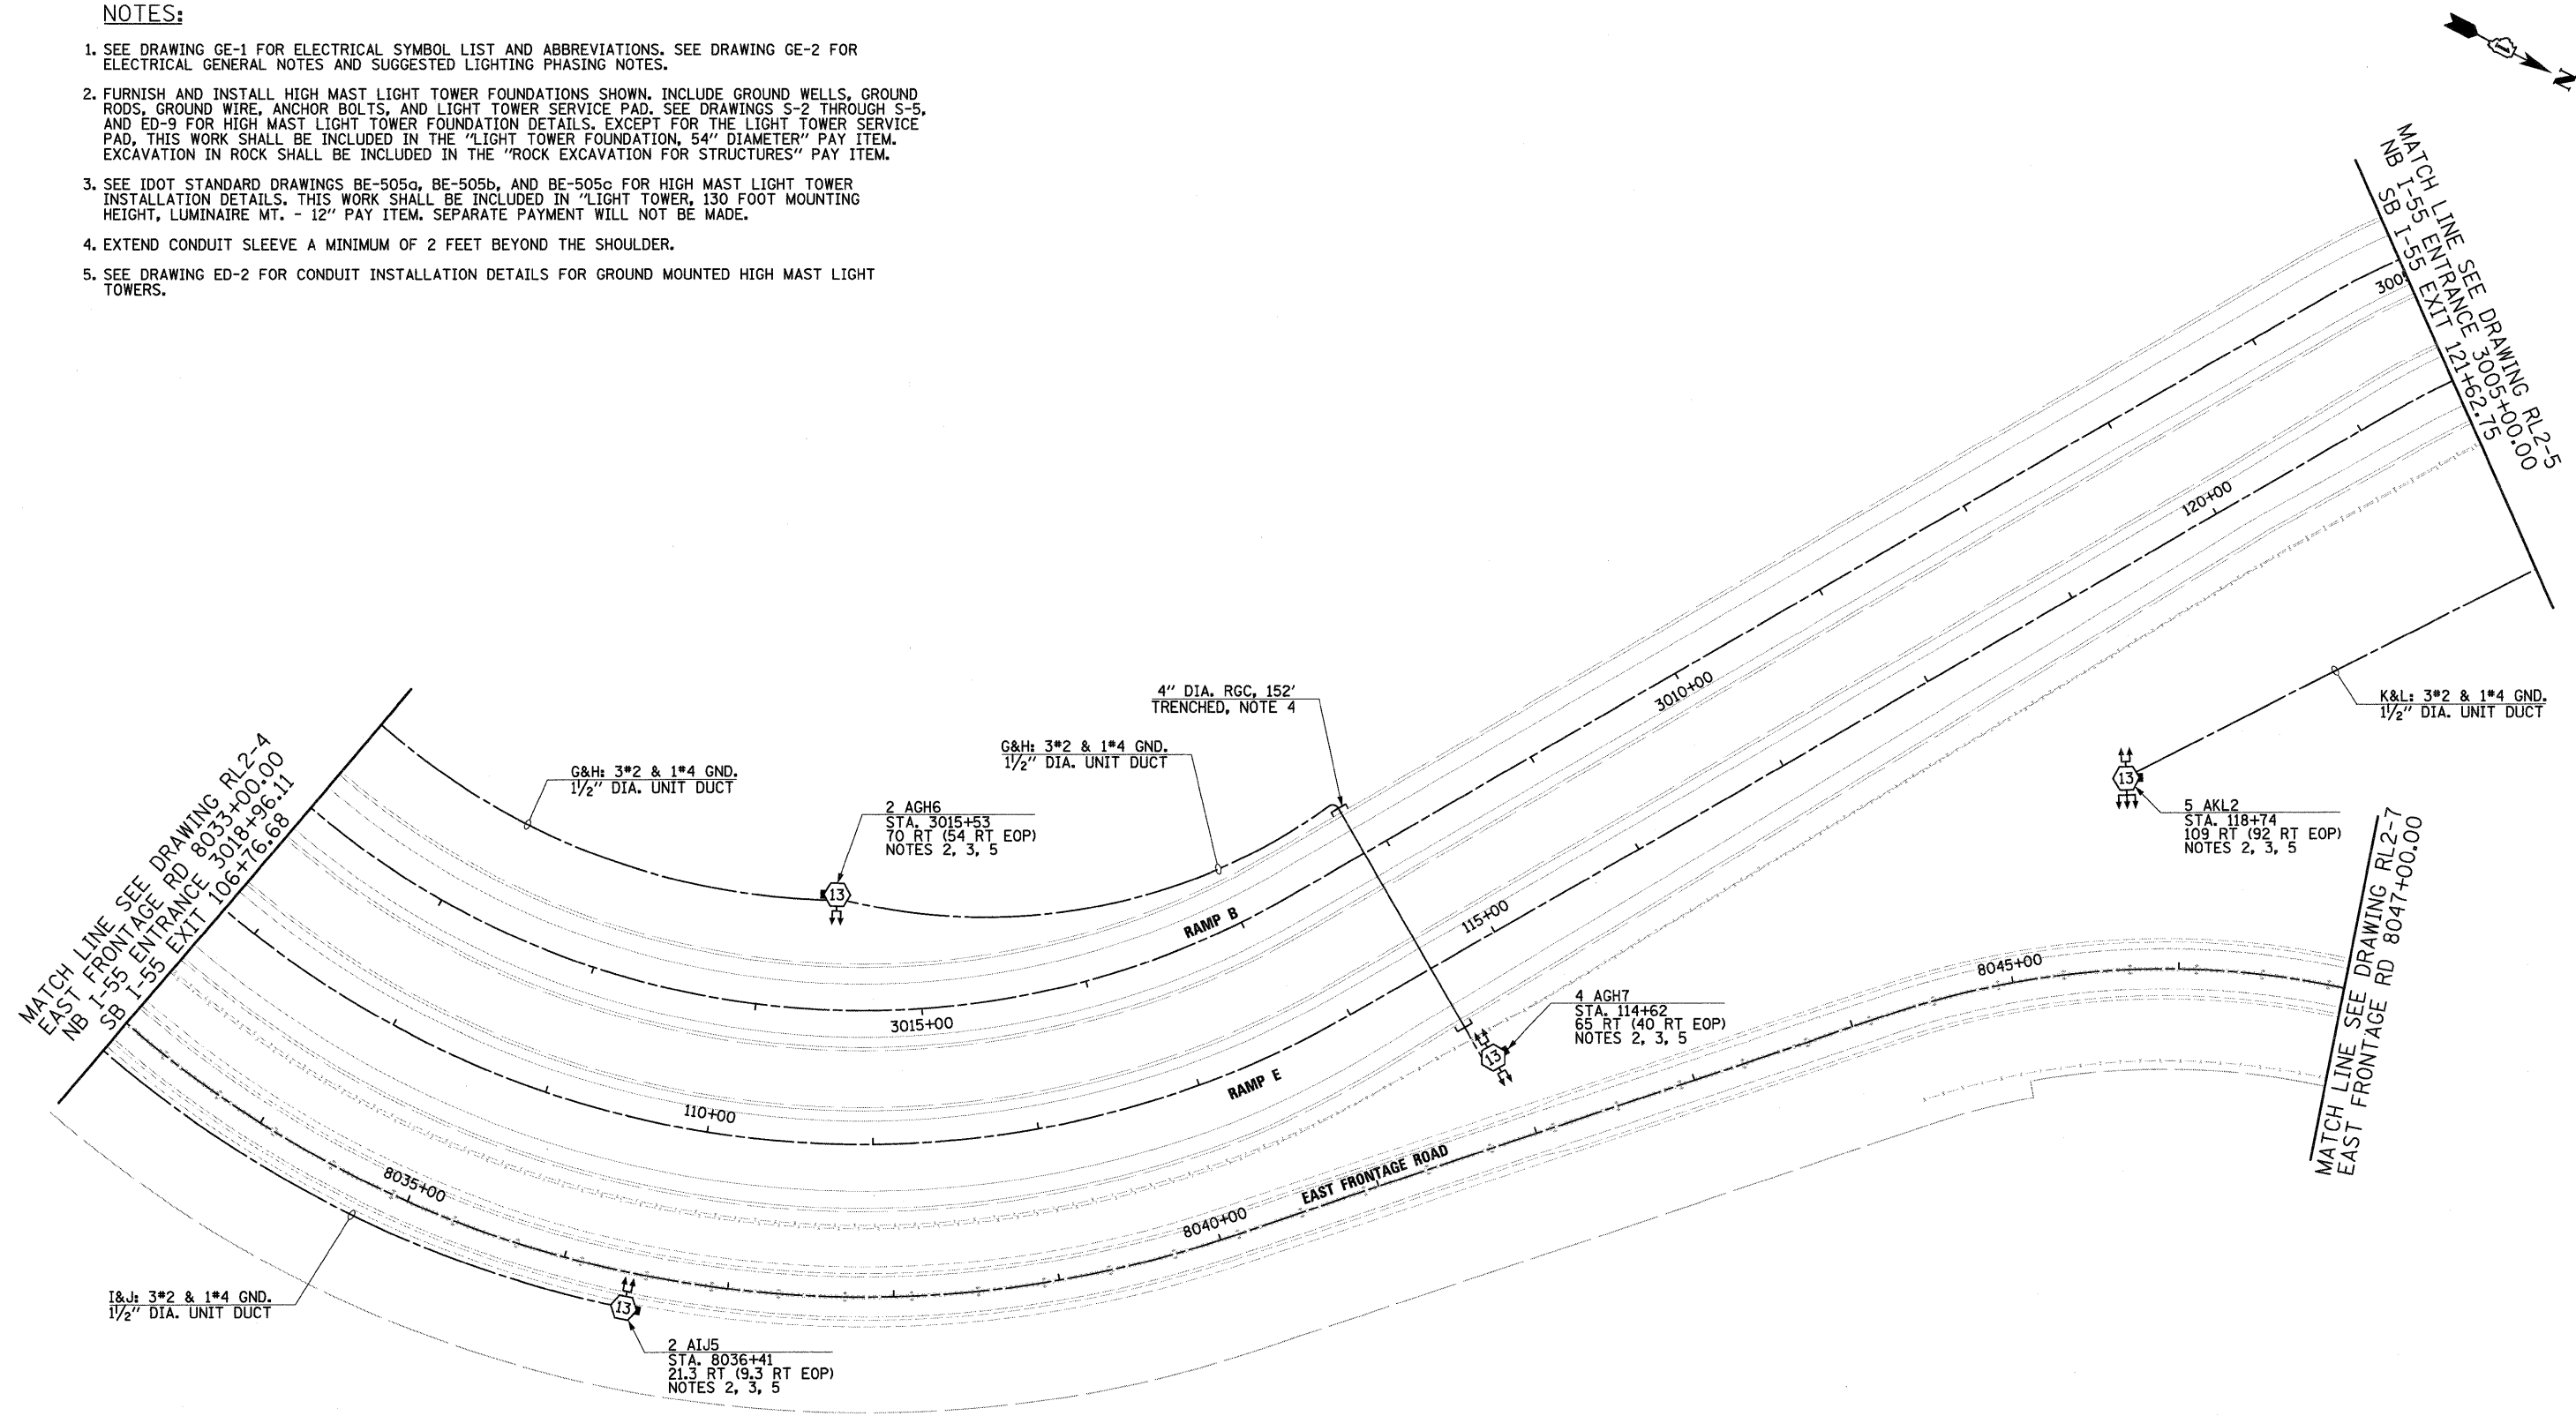 NOTES:
1. SEE DRAWING GE-1 FOR ELECTRICAL SYMBOL LIST AND ABBREVIATIONS. SEE DRAWING GE-2 FOR
ELECTRICAL GENERAL NOTES AND SUGGESTED LIGHTING PHASING NOTES.
2. FURNISH AND INSTALL HIGH MAST LIGHT TOWER FOUNDATIONS SHOWN. INCLUDE GROUND WELLS, GROUND
RODS, GROUND WIRE, ANCHOR BOLTS, AND LIGHT TOWER SERVICE PAD. SEE DRAWINGS S-2 THROUGH S-5,
AND ED-9 FOR HIGH MAST LIGHT TOWER FOUNDATION DETAILS. EXCEPT FOR THE LIGHT TOWER SERVICE
PAD, THIS WORK SHALL BE INCLUDED IN THE "LIGHT TOWER FOUNDATION, 54" DIAMETER" PAY ITEM.
EXCAVATION IN ROCK SHALL BE INCLUDED IN THE "ROCK EXCAVATION FOR STRUCTURES" PAY ITEM.
3. SEE IDOT STANDARD DRAWINGS BE-505a, BE-505b, AND BE-505c FOR HIGH MAST LIGHT TOWER
INSTALLATION DETAILS. THIS WORK SHALL BE INCLUDED IN "LIGHT TOWER, 130 FOOT MOUNTING
HEIGHT, LUMINAIRE MT. - 12" PAY ITEM. SEPARATE PAYMENT WILL NOT BE MADE.
4. EXTEND CONDUIT SLEEVE A MINIMUM OF 2 FEET BEYOND THE SHOULDER.
5. SEE DRAWING ED-2 FOR CONDUIT INSTALLATION DETAILS FOR GROUND MOUNTED HIGH MAST LIGHT
TOWERS.
N
MATCH LINE SEE DRAWING RL2-5
NB I-55 ENTRANCE 3005+00.00
SB I-55 EXIT 121+62.75
3005
120+00
3010+00
4" DIA. RGC, 152'
TRENCHED, NOTE 4
G&H: 3#2 & 1#4 GND.
1½" DIA. UNIT DUCT
G&H: 3#2 & 1#4 GND.
1½" DIA. UNIT DUCT
K&L: 3#2 & 1#4 GND.
1½" DIA. UNIT DUCT
13
2 AGH6
STA. 3015+53
70 RT (54 RT EOP)
NOTES 2, 3, 5
13
5 AKL2
STA. 118+74
109 RT (92 RT EOP)
NOTES 2, 3, 5
MATCH LINE SEE DRAWING RL2-4
EAST FRONTAGE RD 8033+00.00
NB I-55 ENTRANCE 3018+96.11
SB I-55 EXIT 106+76.68
RAMP B
115+00
3015+00
8045+00
MATCH LINE SEE DRAWING RL2-7
EAST FRONTAGE RD 8047+00.00
13
4 AGH7
STA. 114+62
65 RT (40 RT EOP)
NOTES 2, 3, 5
RAMP E
110+00
EAST FRONTAGE ROAD
8035+00
8040+00
I&J: 3#2 & 1#4 GND.
1½" DIA. UNIT DUCT
13
2 AIJ5
STA. 8036+41
21.3 RT (9.3 RT EOP)
NOTES 2, 3, 5